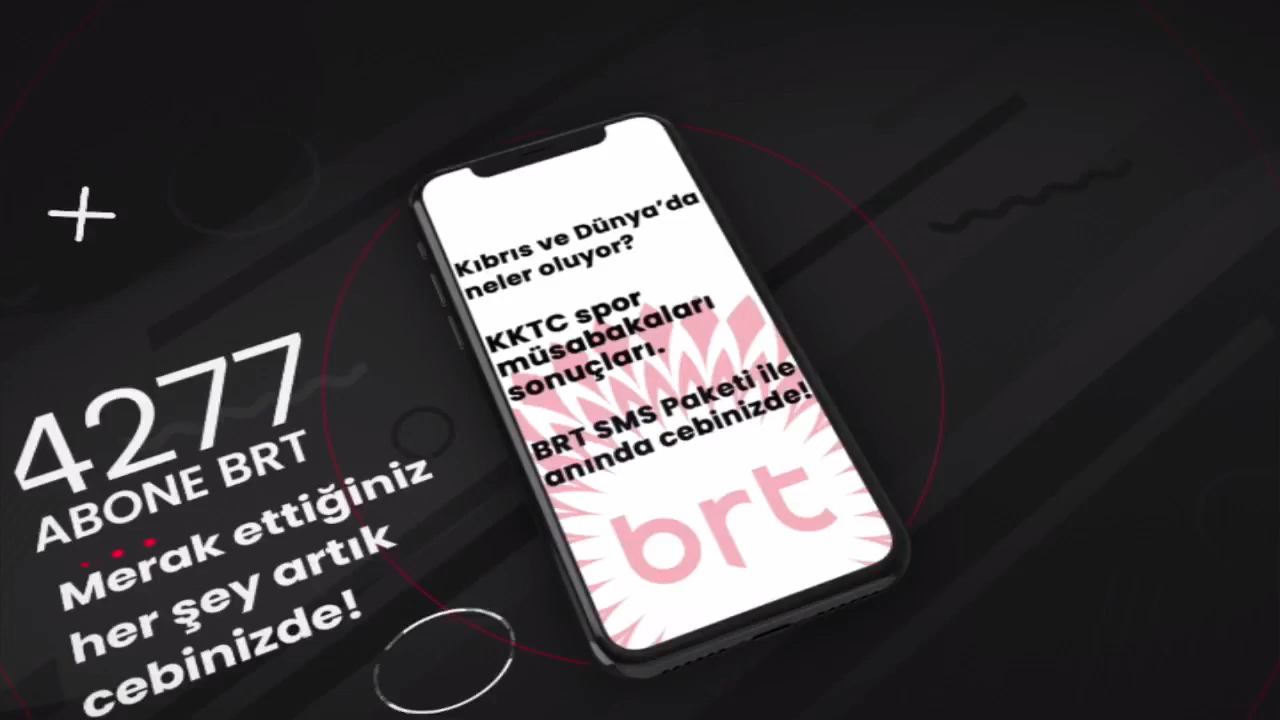 4277
ABONE BRT
Merak ettiğiniz
her şey artık
cebinizde!
Kıbrıs ve Dünya'da
neler oluyor?
KKTC spor
müsabakaları
sonuçları.
BRT SMS Paketi ile
anında cebinizde!
brt